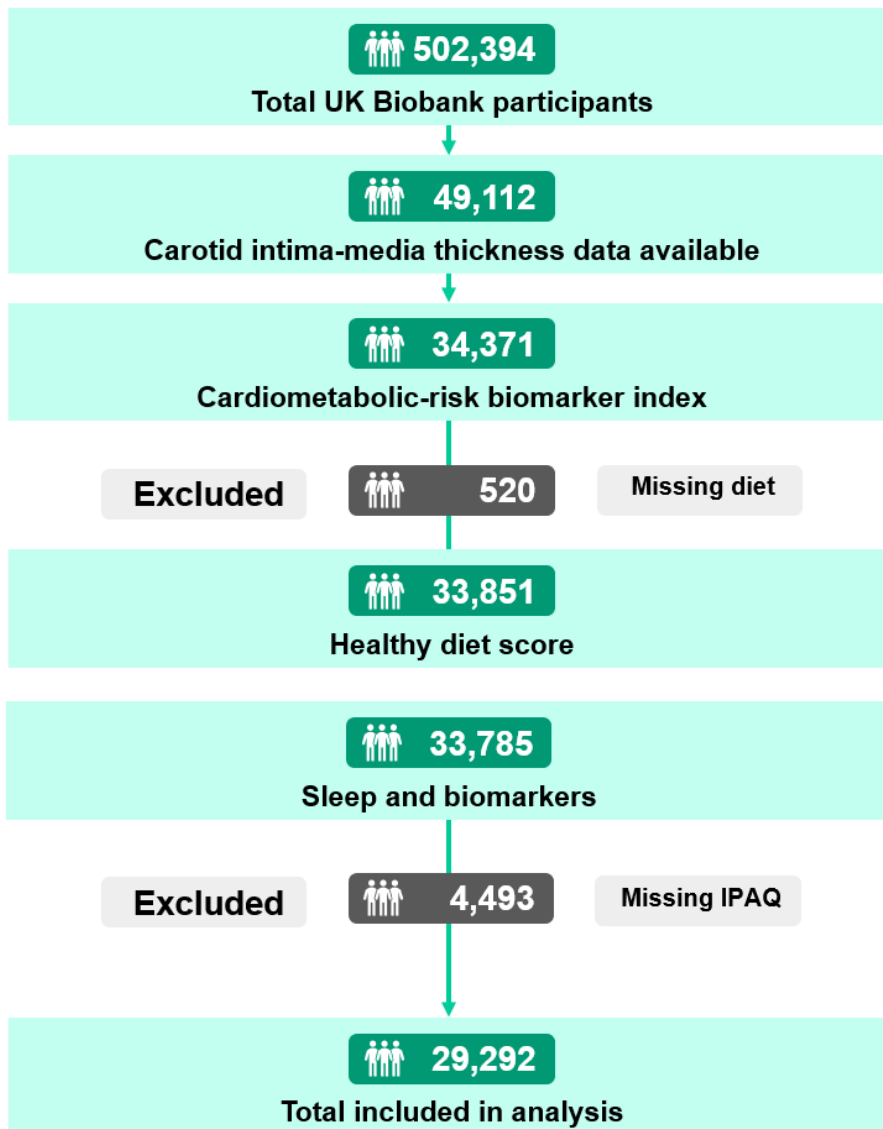 502,394
Total UK Biobank participants
49,112
Carotid intima-media thickness data available
34,371
Cardiometabolic-risk biomarker index
Excluded 520 Missing diet
33,851
Healthy diet score
33,785
Sleep and biomarkers
Excluded 4,493 Missing IPAQ
29,292
Total included in analysis